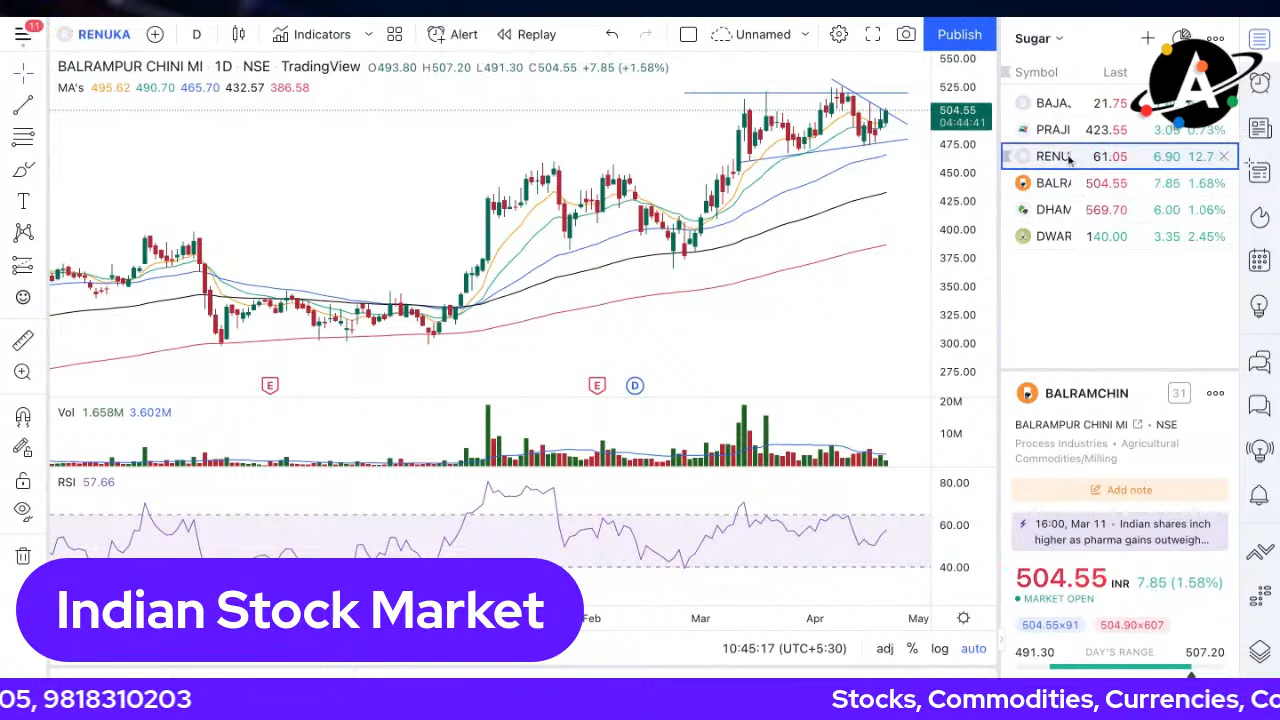 11
RENUKA
D
Indicators
Alert
Replay
Unnamed
Publish
BALRAMPUR CHINI MI · 1D · NSE · TradingView O493.80 H507.20 L491.30 C504.55 +7.85 (+1.58%)
MA's 495.62 490.70 465.70 432.57 386.58
550.00
525.00
504.55
04:44:41
475.00
450.00
425.00
400.00
375.00
350.00
325.00
300.00
275.00
E
E
D
Vol 1.658M 3.602M
20M
10M
RSI 57.66
80.00
60.00
40.00
Feb
Mar
Apr
May
10:45:17 (UTC+5:30)
adj
%
log
auto
Sugar
Symbol Last
A
BAJA 21.75
PRAJI 423.55 3.05 0.73%
RENU 61.05 6.90 12.7
BALRA 504.55 7.85 1.68%
DHAM 569.70 6.00 1.06%
DWAR 140.00 3.35 2.45%
BALRAMCHIN
31
BALRAMPUR CHINI MI · NSE
Process Industries · Agricultural
Commodities/Milling
Add note
16:00, Mar 11 · Indian shares inch
higher as pharma gains outweigh...
504.55 INR 7.85 (1.58%)
MARKET OPEN
504.55×91
504.90×607
491.30 DAY'S RANGE 507.20
Indian Stock Market
05, 9818310203
Stocks, Commodities, Currencies,